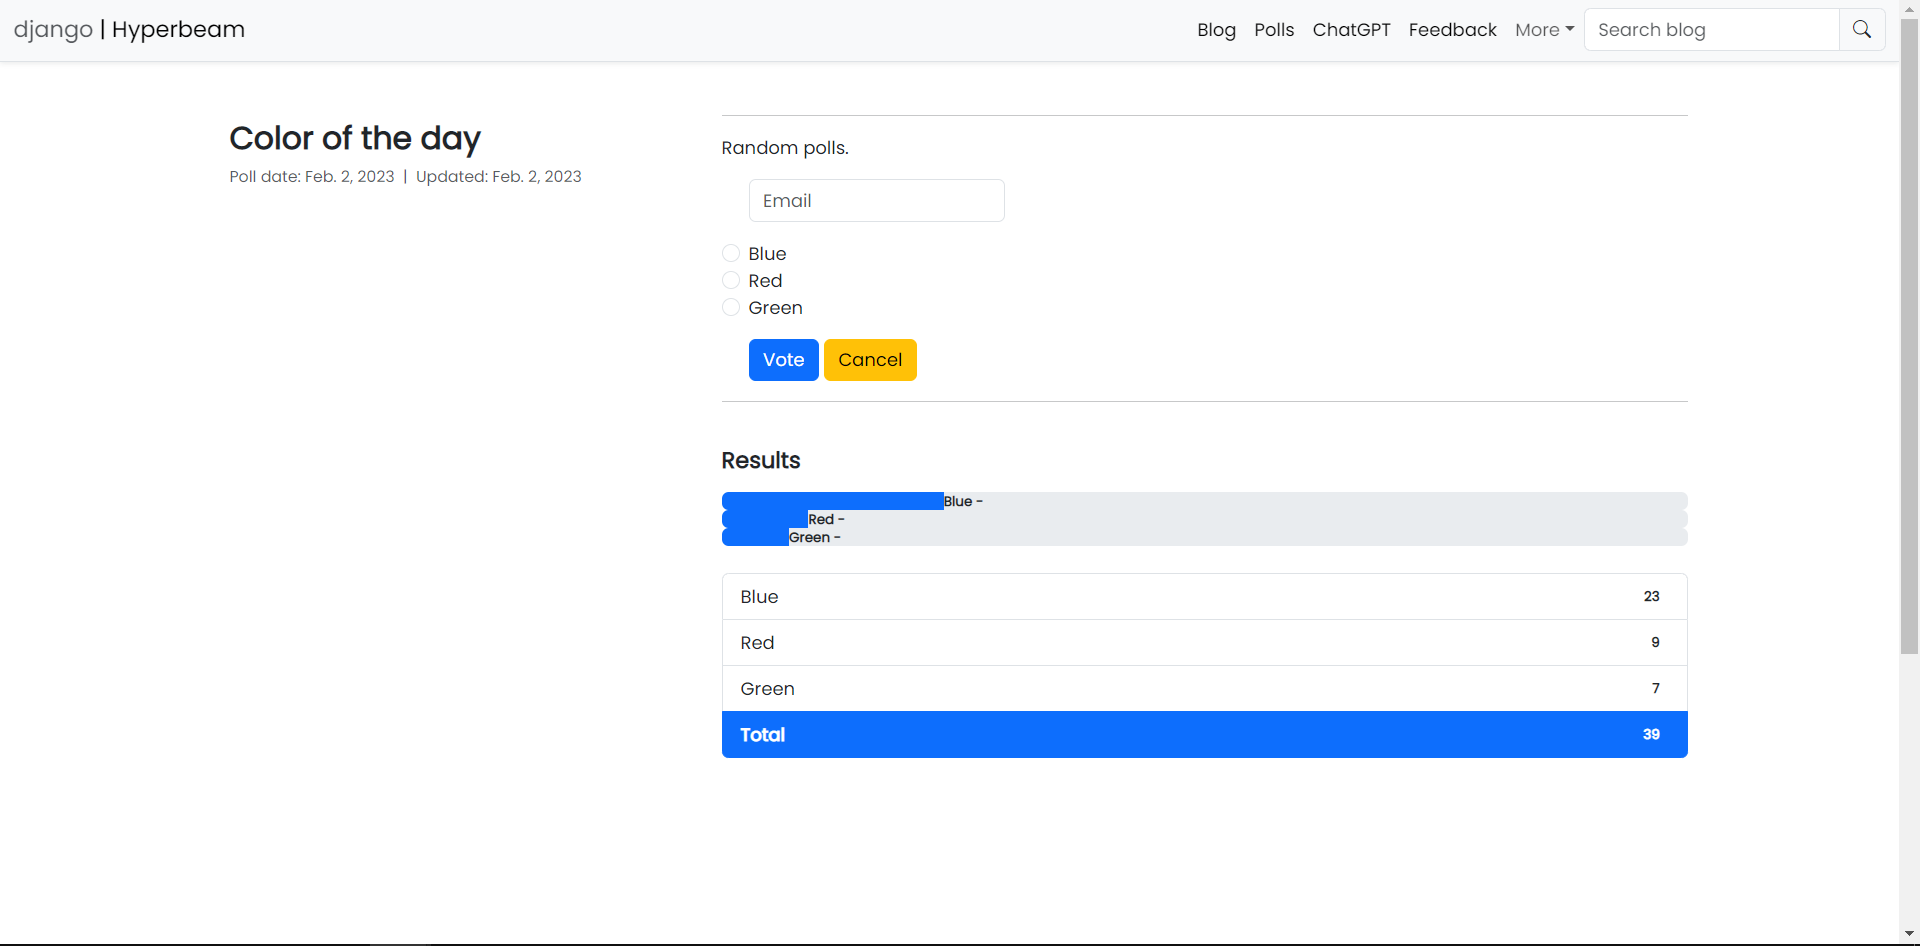 django | Hyperbeam
Blog Polls ChatGPT Feedback More Search blog
Color of the day
Poll date: Feb. 2, 2023 | Updated: Feb. 2, 2023
Random polls.
Email
Blue
Red
Green
Vote Cancel
Results
Blue -
Red -
Green -
Blue 23
Red 9
Green 7
Total 39